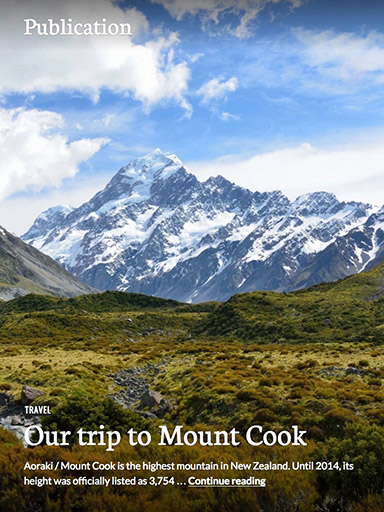 Publication
TRAVEL
Our trip to Mount Cook
Aoraki / Mount Cook is the highest mountain in New Zealand. Until 2014, its
height was officially listed as 3,754 … Continue reading